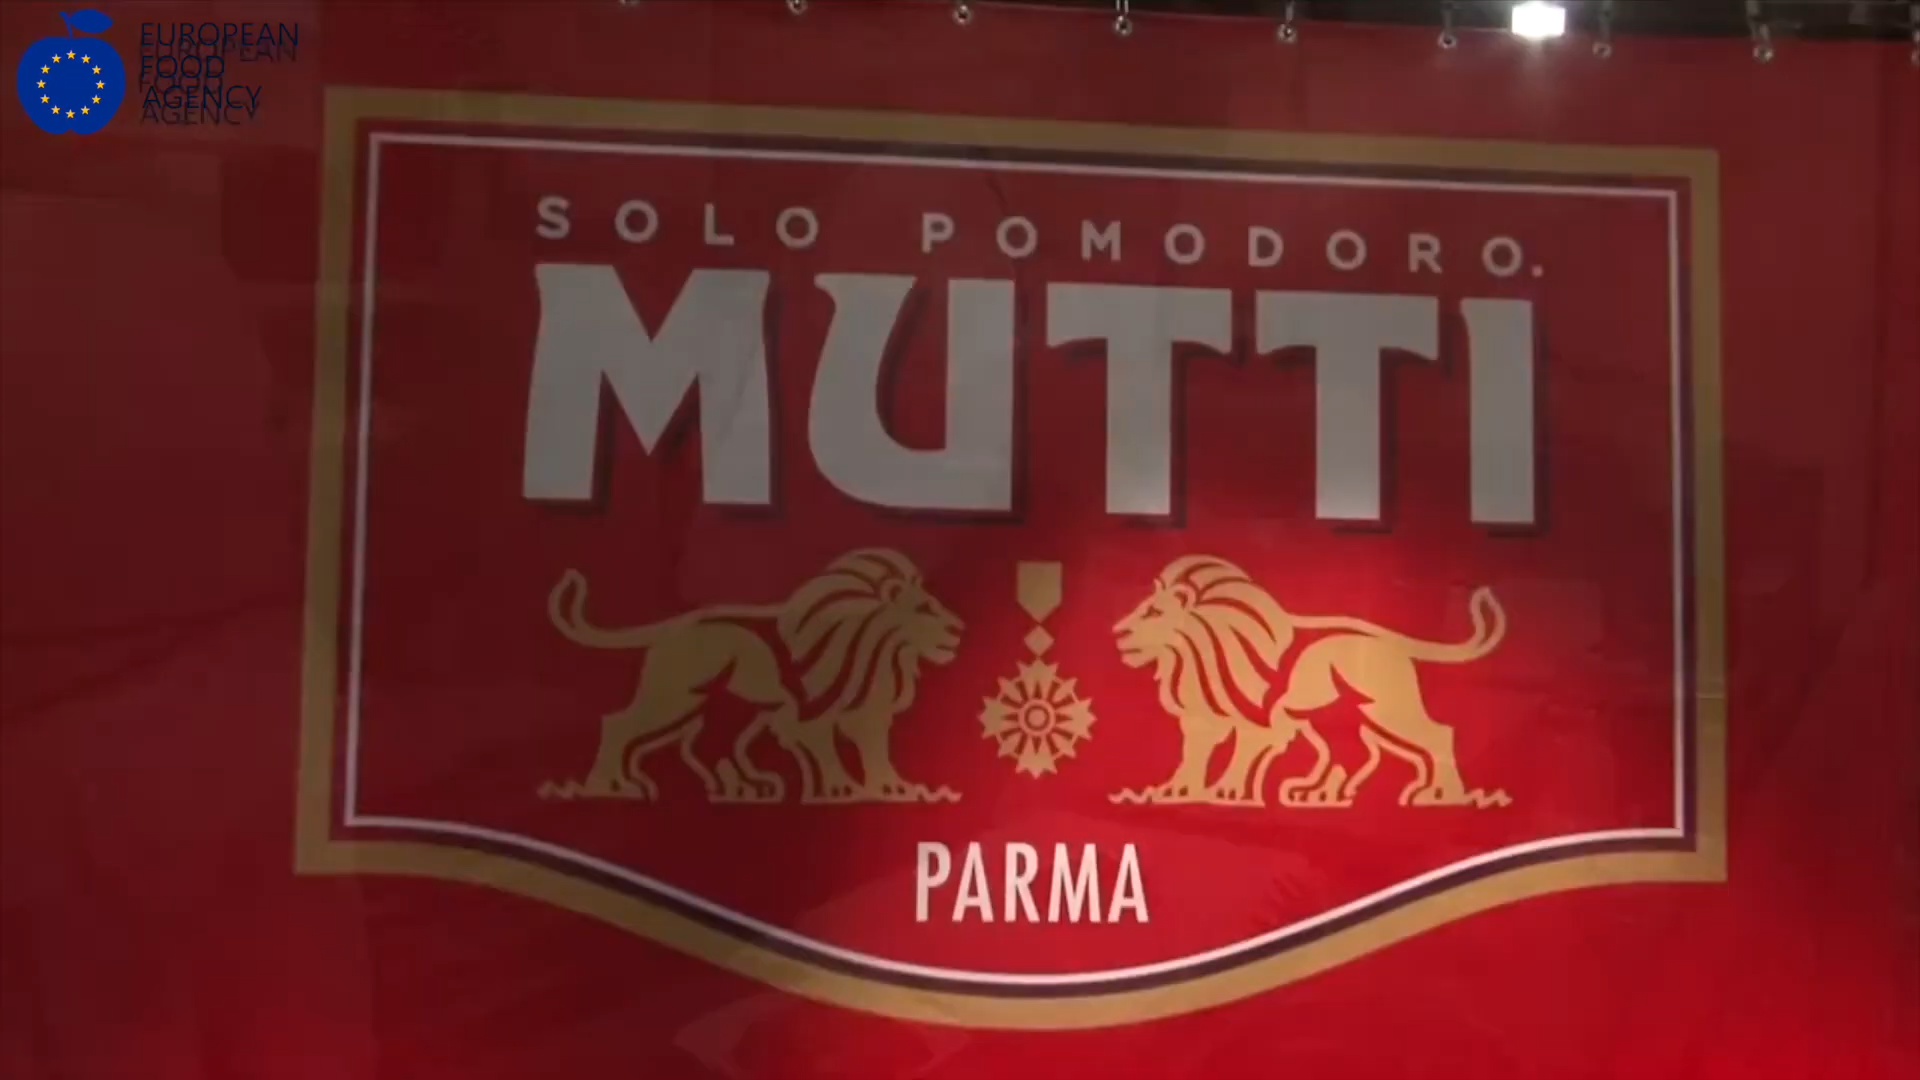 EUROPEAN
FOOD
AGENCY
SOLO POMODORO.
MUTTI
PARMA